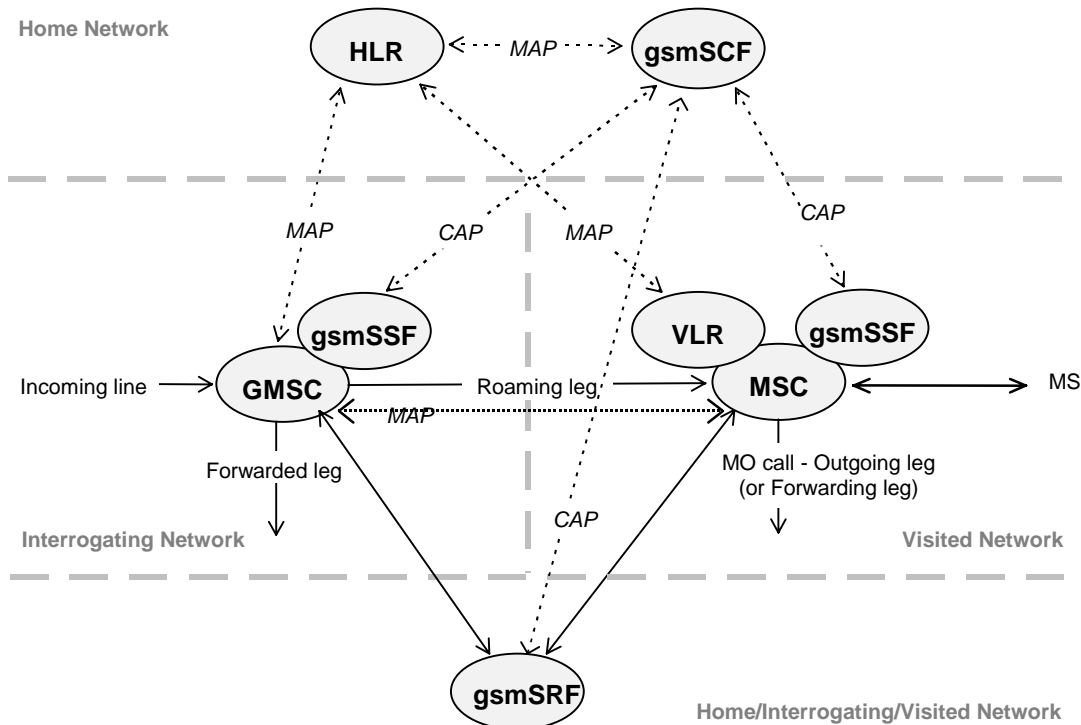 Home Network
HLR
MAP
gsmSCF
MAP
CAP
MAP
CAP
gsmSSF
VLR
gsmSSF
Incoming line
GMSC
Roaming leg
MSC
MS
MAP
Forwarded leg
MO call - Outgoing leg
(or Forwarding leg)
CAP
Interrogating Network
Visited Network
gsmSRF
Home/Interrogating/Visited Network